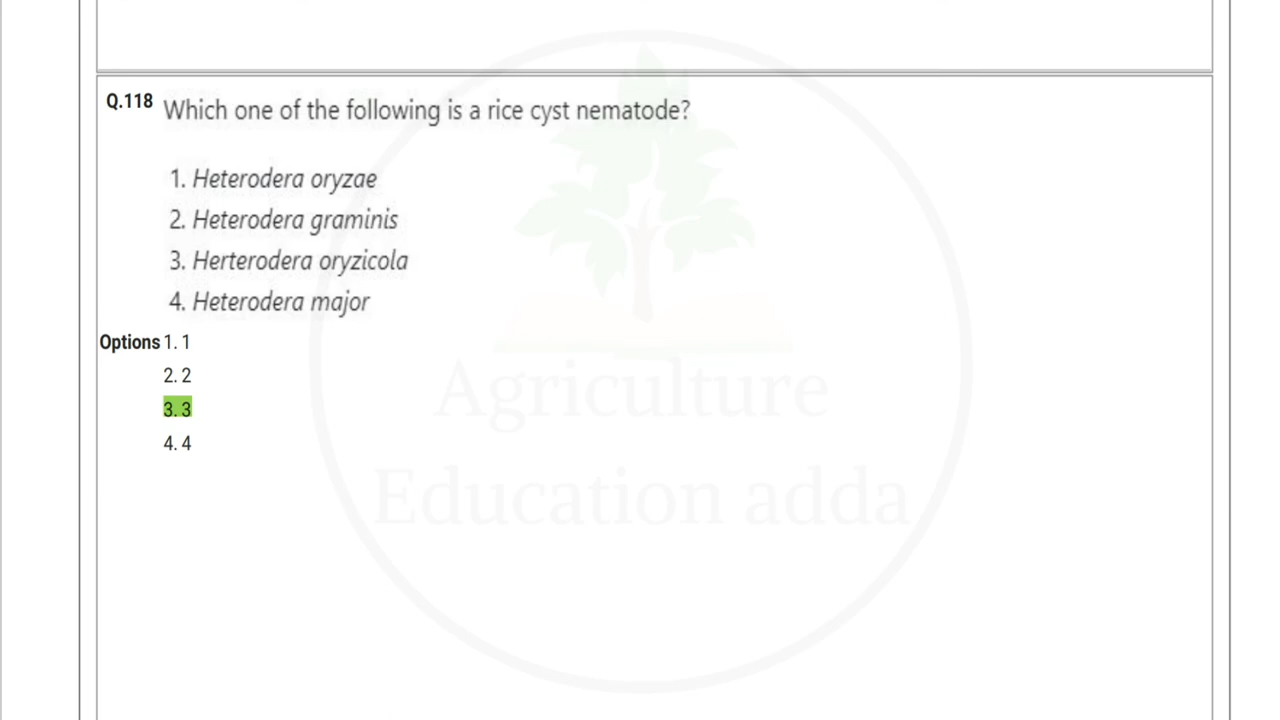 Q.118 Which one of the following is a rice cyst nematode?
1. Heterodera oryzae
2. Heterodera graminis
3. Herterodera oryzicola
4. Heterodera major
Options 1. 1
2. 2
3. 3
4. 4
Agriculture
Education adda